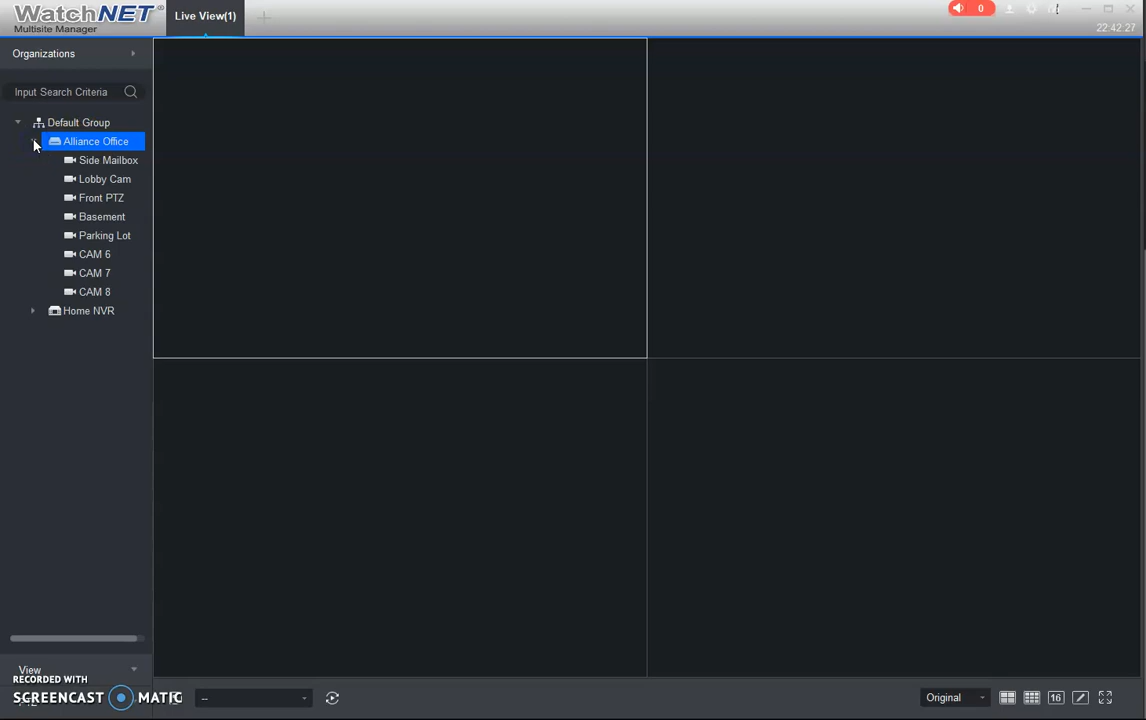 WatchNET®
Multisite Manager
Live View(1)
0
22:42:27
Organizations
Input Search Criteria
Default Group
Alliance Office
Side Mailbox
Lobby Cam
Front PTZ
Basement
Parking Lot
CAM 6
CAM 7
CAM 8
Home NVR
View
RECORDED WITH
SCREENCAST MATIC
--
Original
16